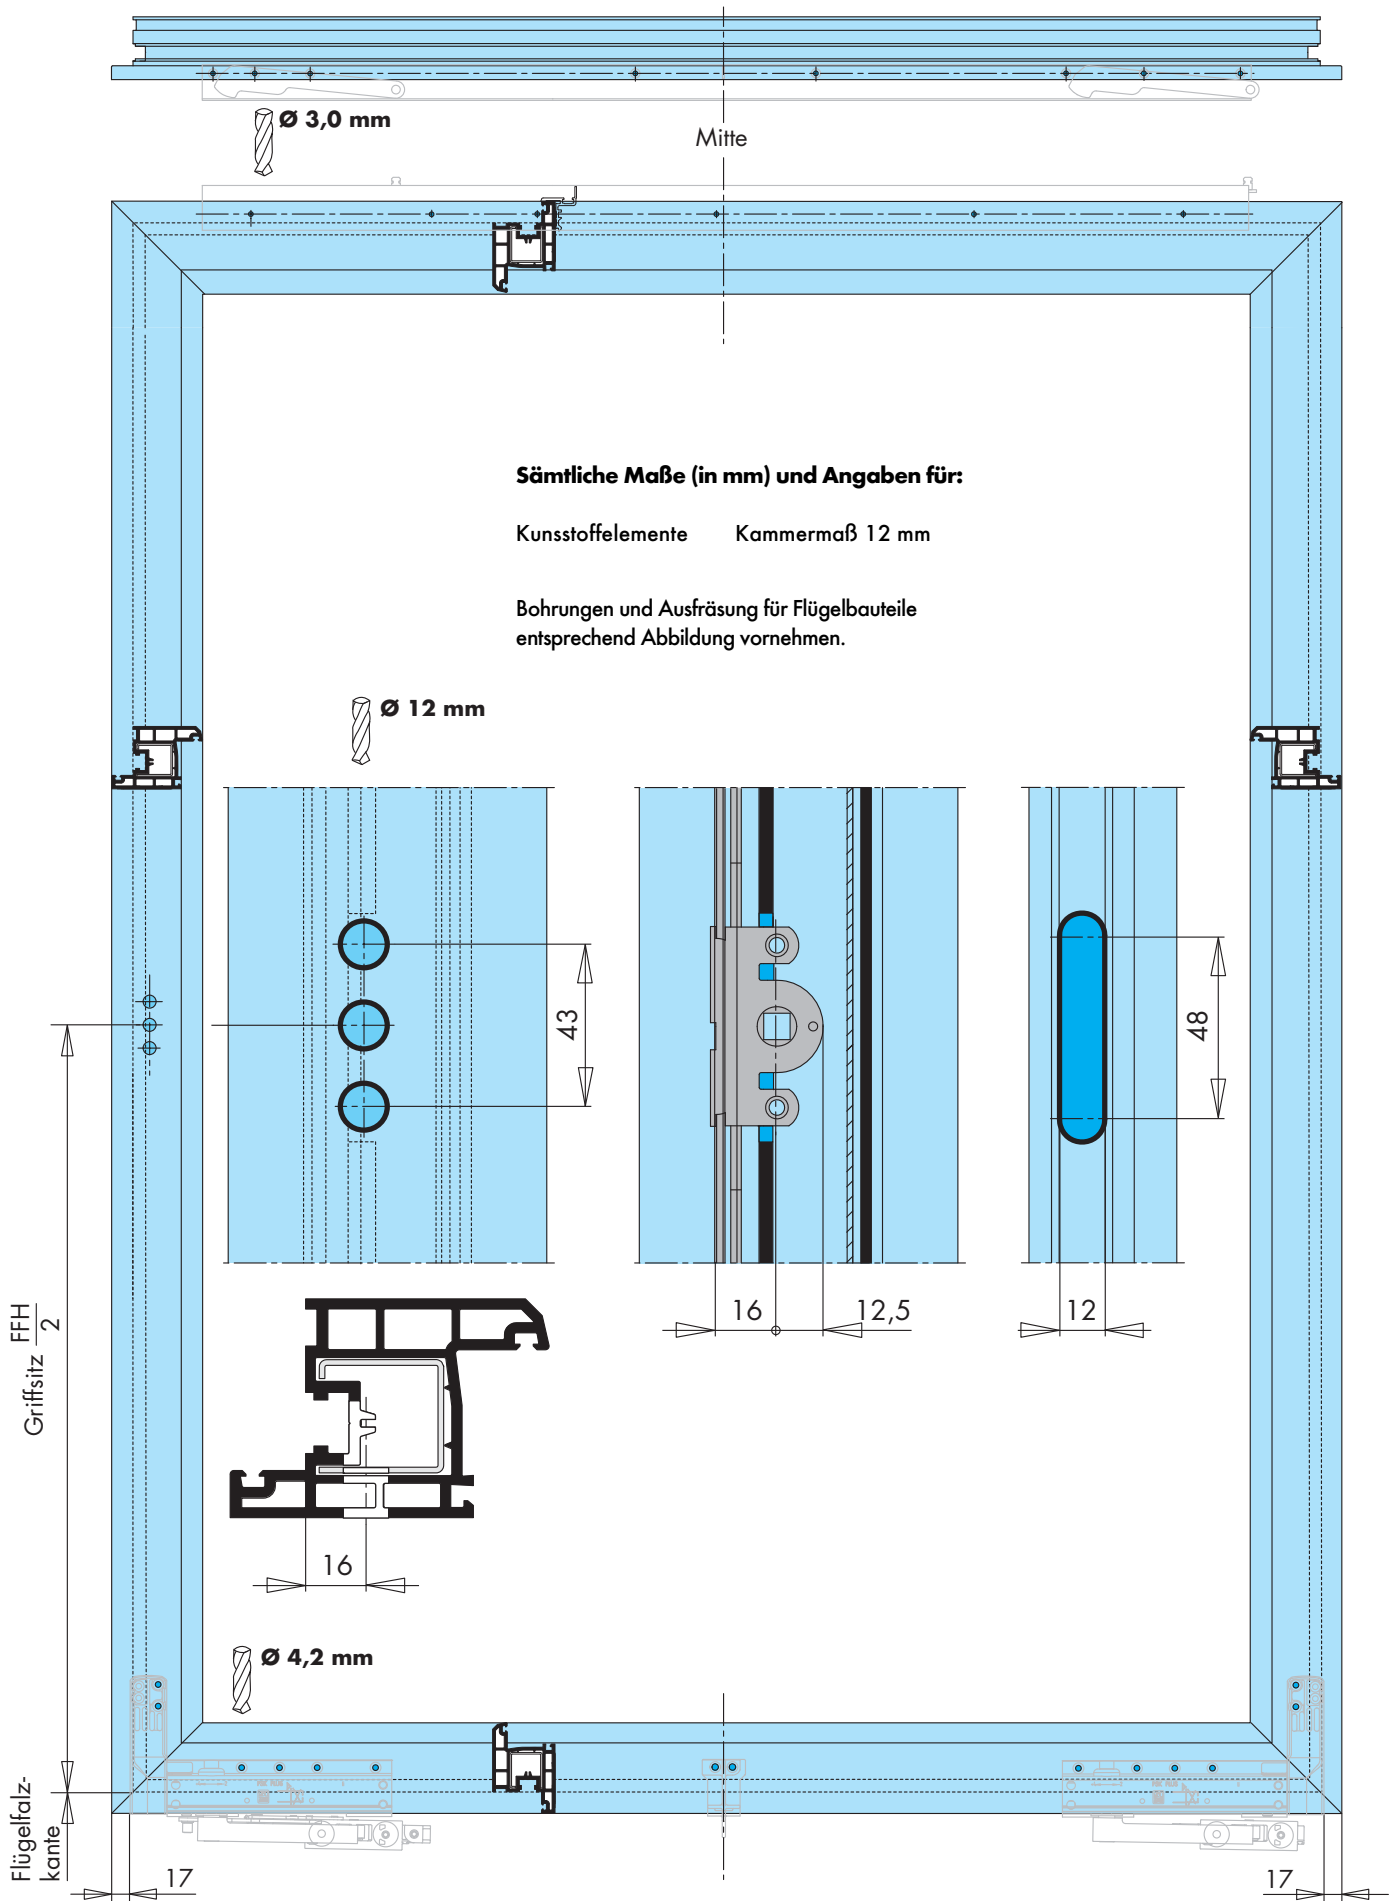 Ø 3,0 mm
Mitte
Sämtliche Maße (in mm) und Angaben für:
Kunsstoffelemente Kammermaß 12 mm
Bohrungen und Ausfräsung für Flügelbauteile
entsprechend Abbildung vornehmen.
Ø 12 mm
43
48
16
12,5
12
Griffsitz FFH
2
16
Ø 4,2 mm
Flügelfalz-
kante
17
17